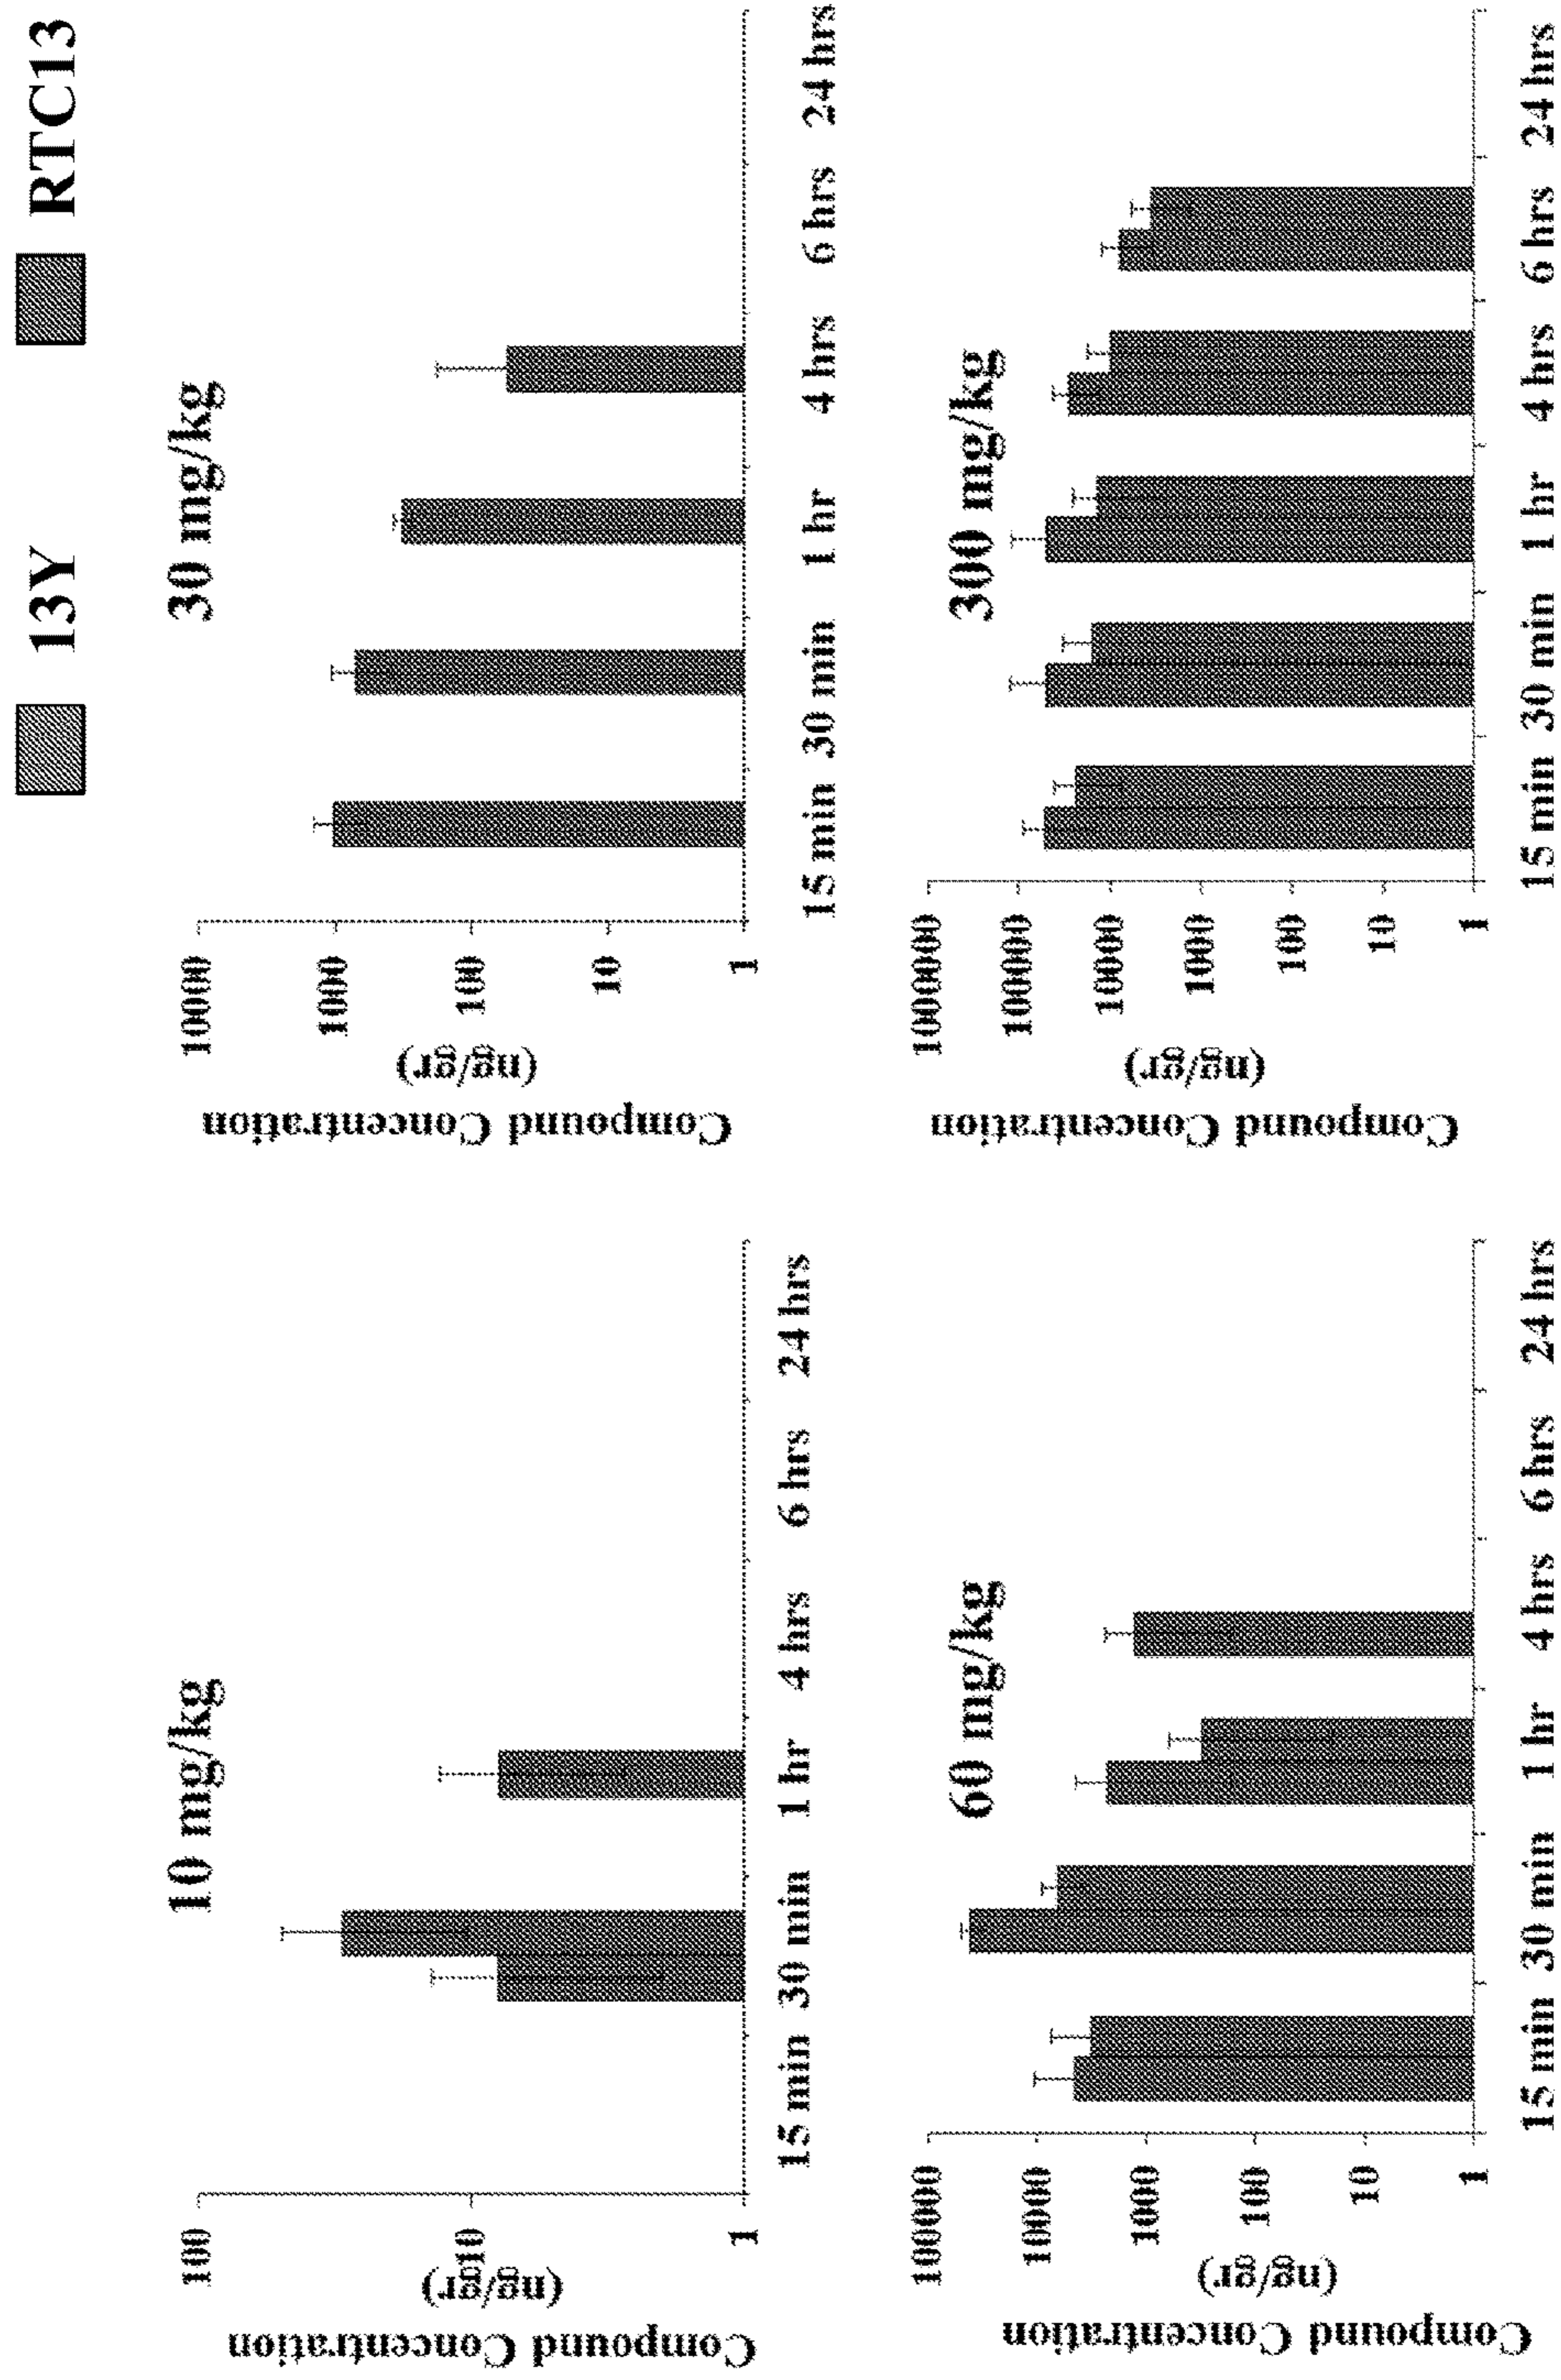 13Y RTC13
10 mg/kg
Compound Concentration
(ng/gr)
100
10
1
15 min 30 min 1 hr 4 hrs 6 hrs 24 hrs
30 mg/kg
Compound Concentration
(ng/gr)
10000
1000
100
10
1
15 min 30 min 1 hr 4 hrs 6 hrs 24 hrs
60 mg/kg
Compound Concentration
(ng/gr)
100000
10000
1000
100
10
1
15 min 30 min 1 hr 4 hrs 6 hrs 24 hrs
300 mg/kg
Compound Concentration
(ng/gr)
1000000
100000
10000
1000
100
10
1
15 min 30 min 1 hr 4 hrs 6 hrs 24 hrs